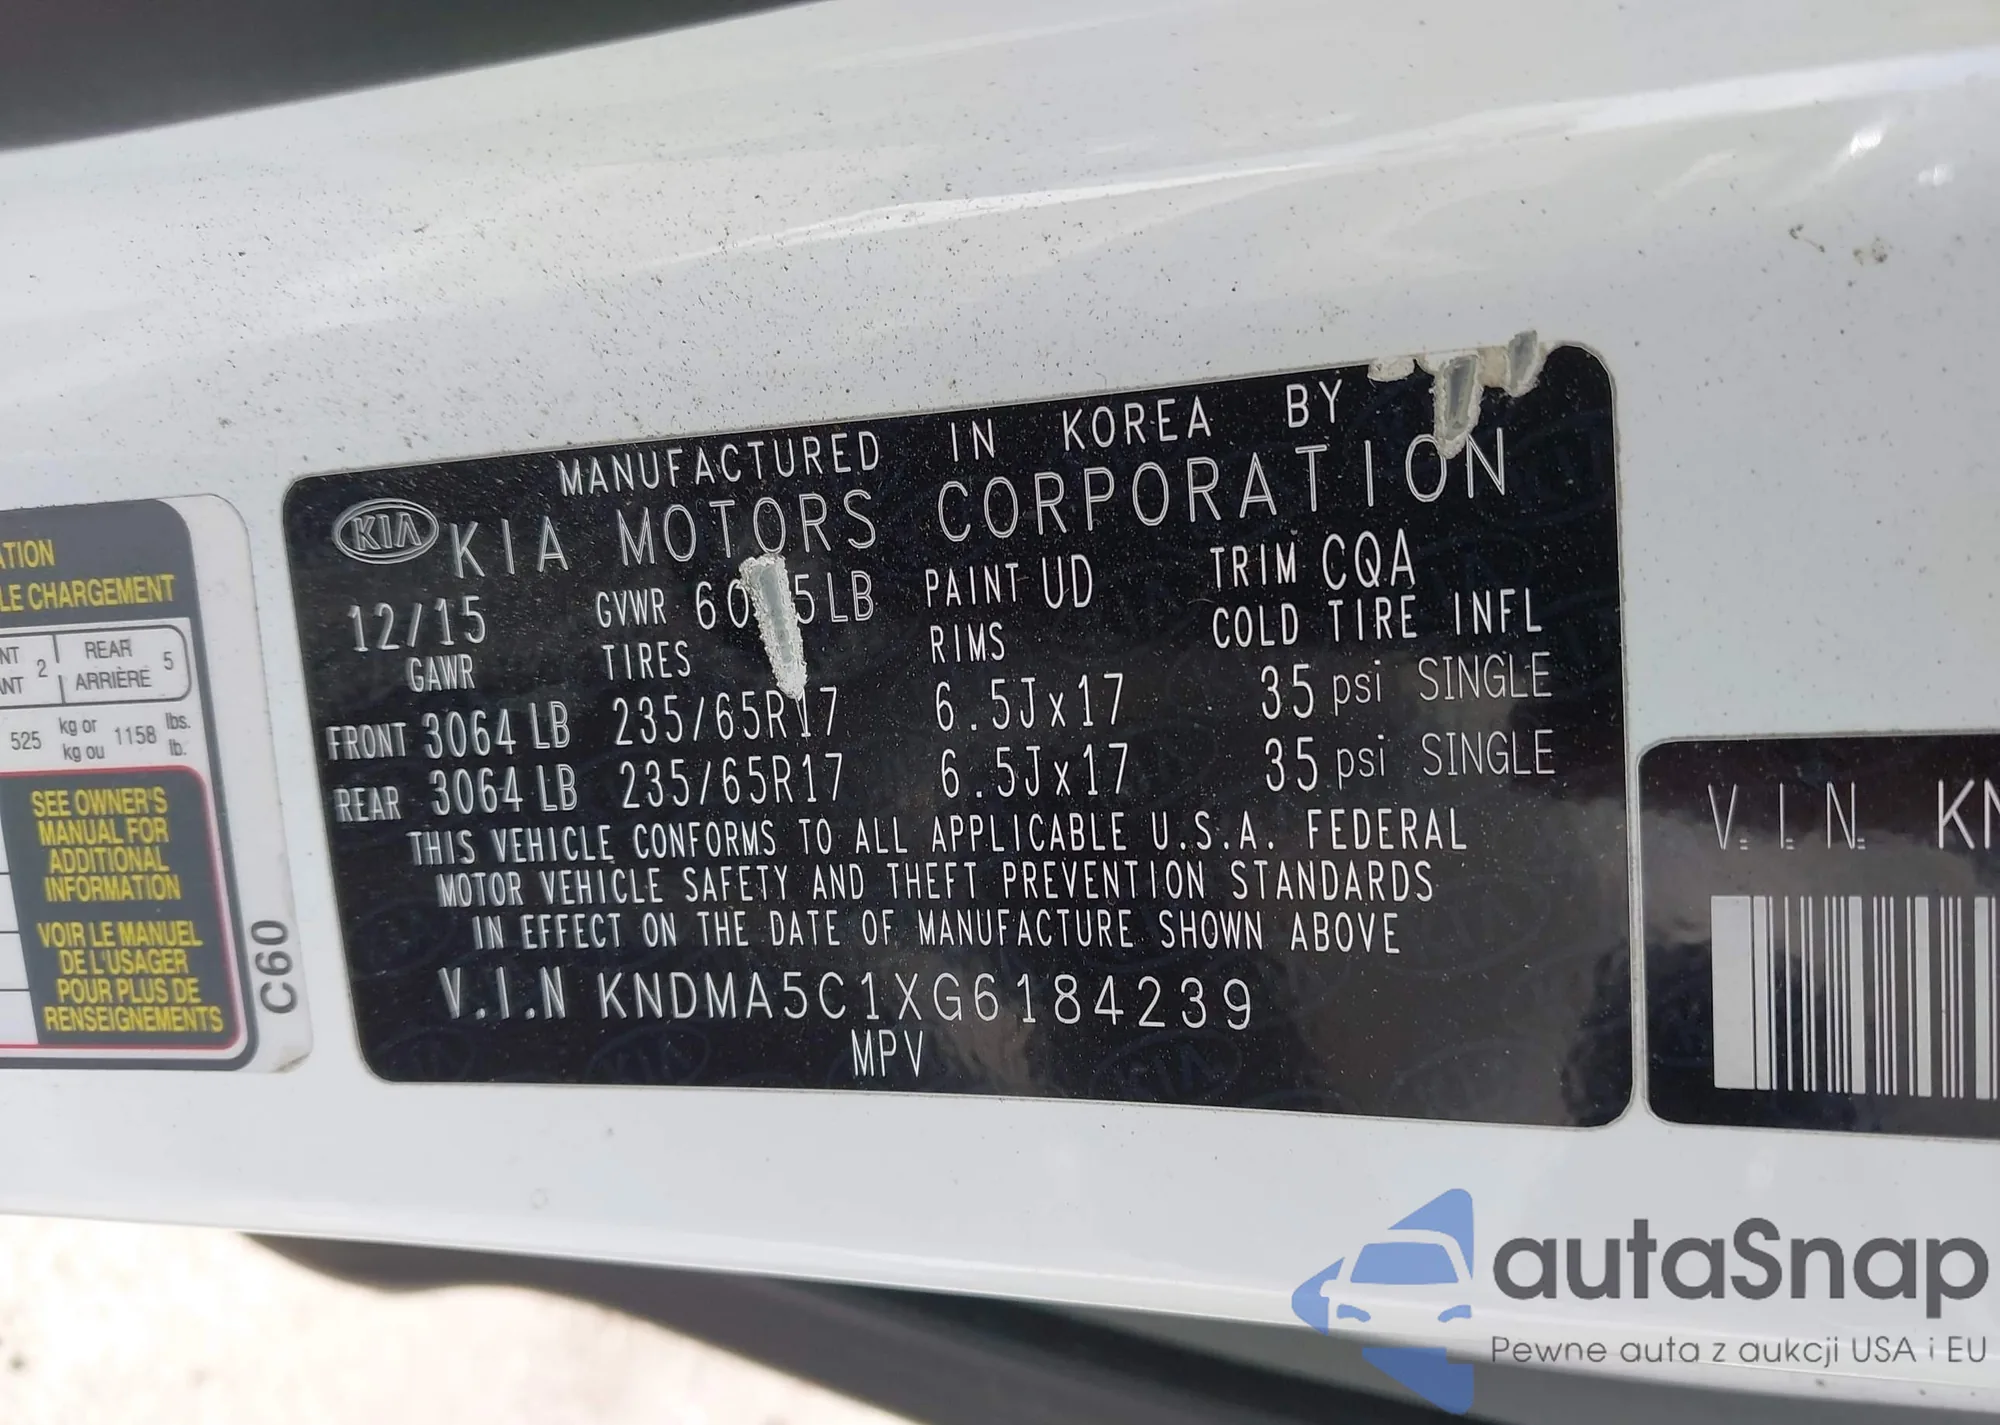 MANUFACTURED IN KOREA BY
KIA KIA MOTORS CORPORATION
12/15 GVWR LB PAINT UD TRIM CQA
GAWR TIRES RIMS COLD TIRE INFL
FRONT 3064 LB 235/65R17 6.5Jx17 35 psi SINGLE
REAR 3064 LB 235/65R17 6.5Jx17 35 psi SINGLE
THIS VEHICLE CONFORMS TO ALL APPLICABLE U.S.A. FEDERAL
MOTOR VEHICLE SAFETY AND THEFT PREVENTION STANDARDS
IN EFFECT ON THE DATE OF MANUFACTURE SHOWN ABOVE
V.I.N KNDMA5C1XG6184239
MPV
LE CHARGEMENT
2 REAR 5
ARRIÈRE
525 kg or 1158 lbs.
kg ou lb.
SEE OWNER'S
MANUAL FOR
ADDITIONAL
INFORMATION
VOIR LE MANUEL
DE L'USAGER
POUR PLUS DE
RENSEIGNEMENTS
C60
V.I.N. KN
autaSnap
Pewne auta z aukcji USA i EU